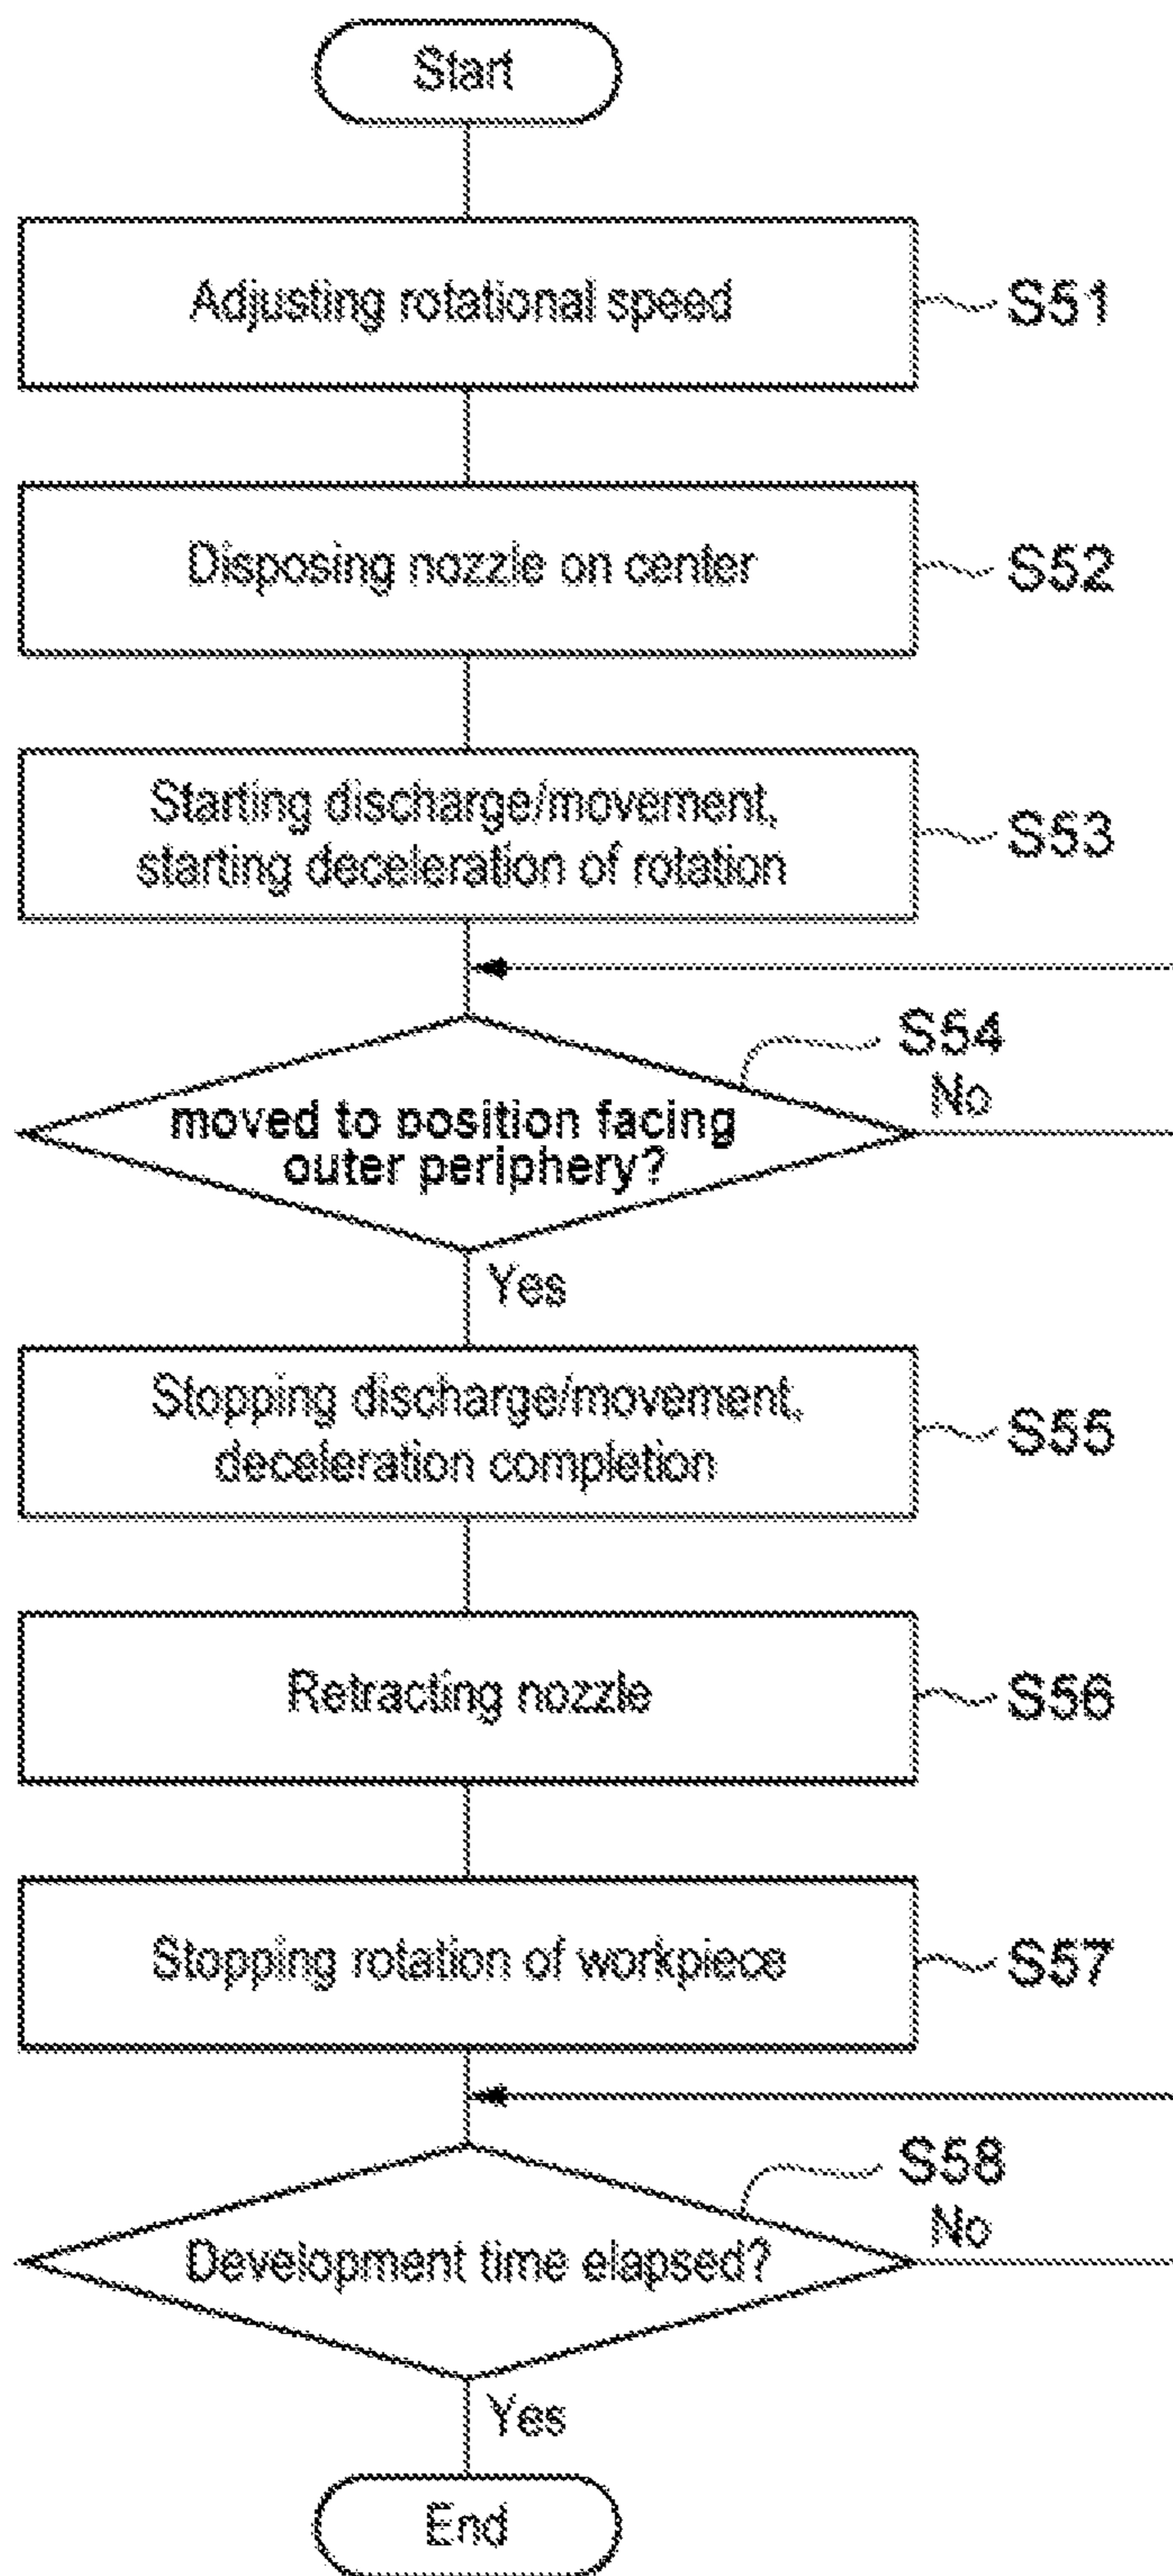 Start
Adjusting rotational speed
S51
Disposing nozzle on center
S52
Starting discharge/movement,
starting deceleration of rotation
S53
S54
No
moved to position facing
outer periphery?
Yes
Stopping discharge/movement,
deceleration completion
S55
Retracting nozzle
S56
Stopping rotation of workpiece
S57
S58
No
Development time elapsed?
Yes
End